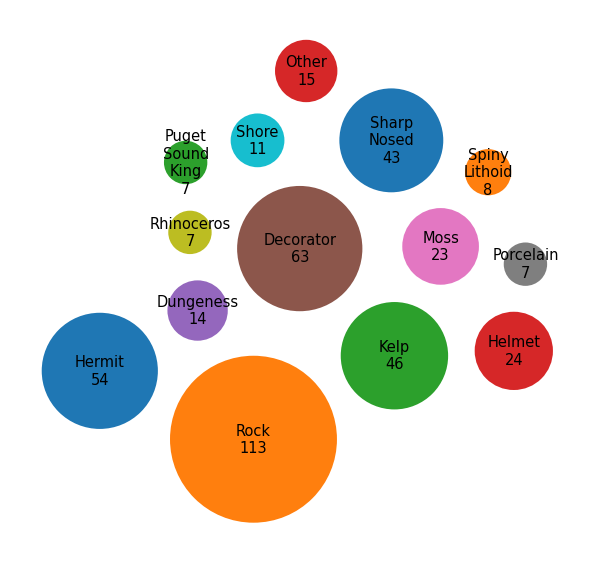 Other
15
Sharp
Nosed
43
Shore
11
Puget
Sound
King
7
Spiny
Lithoid
8
Rhinoceros
7
Decorator
63
Moss
23
Porcelain
7
Dungeness
14
Hermit
54
Kelp
46
Helmet
24
Rock
113